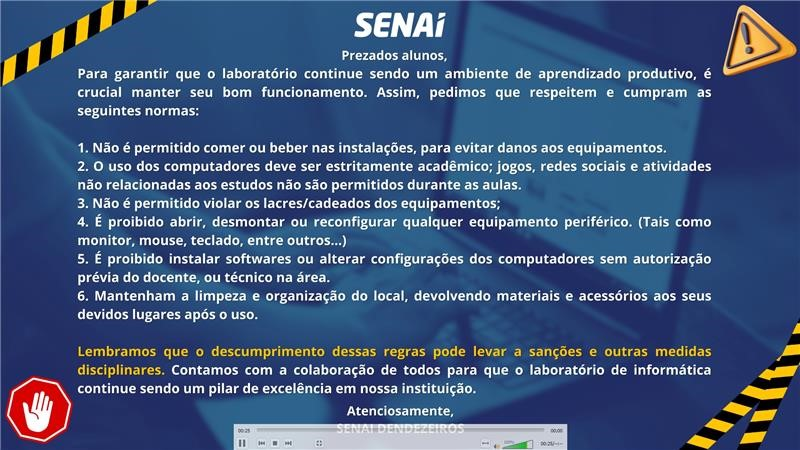 SENAI
Prezados alunos,
Para garantir que o laboratório continue sendo um ambiente de aprendizado produtivo, é
crucial manter seu bom funcionamento. Assim, pedimos que respeitem e cumpram as
seguintes normas:
1. Não é permitido comer ou beber nas instalações, para evitar danos aos equipamentos.
2. O uso dos computadores deve ser estritamente acadêmico; jogos, redes sociais e atividades
não relacionadas aos estudos não são permitidos durante as aulas.
3. Não é permitido violar os lacres/cadeados dos equipamentos;
4. É proibido abrir, desmontar ou reconfigurar qualquer equipamento periférico. (Tais como
monitor, mouse, teclado, entre outros...)
5. É proibido instalar softwares ou alterar configurações dos computadores sem autorização
prévia do docente, ou técnico na área.
6. Mantenham a limpeza e organização do local, devolvendo materiais e acessórios aos seus
devidos lugares após o uso.
Lembramos que o descumprimento dessas regras pode levar a sanções e outras medidas
disciplinares. Contamos com a colaboração de todos para que o laboratório de informática
continue sendo um pilar de excelência em nossa instituição.
Atenciosamente,
SENAI DENDEZEIROS
00:25 00:00
100% 00:25/--:--